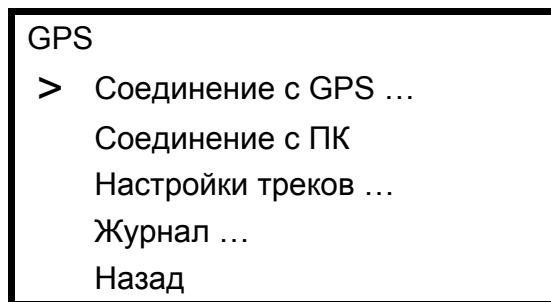 GPS
> Соединение с GPS …
Соединение с ПК
Настройки треков …
Журнал …
Назад